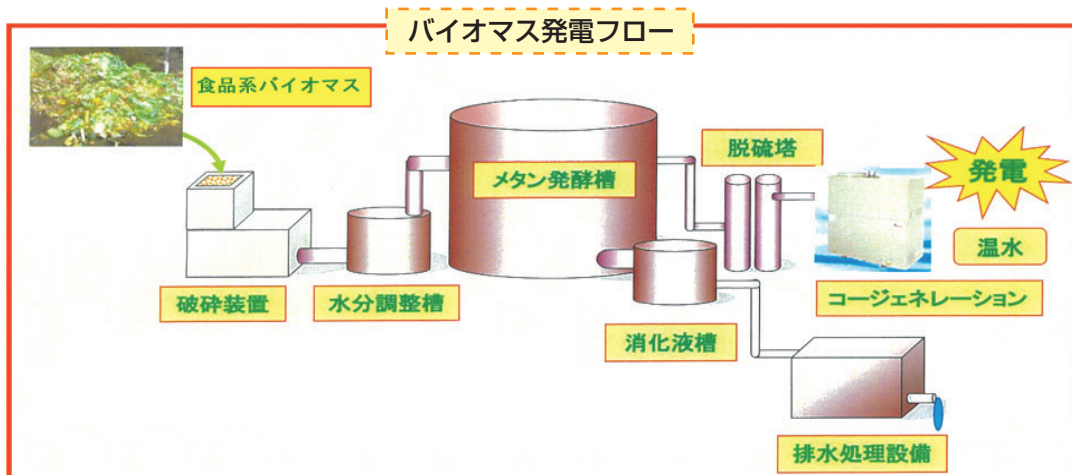 バイオマス発電フロー
食品系バイオマス
破砕装置
水分調整槽
メタン発酵槽
脱硫塔
発電
温水
コージェネレーション
消化液槽
排水処理設備